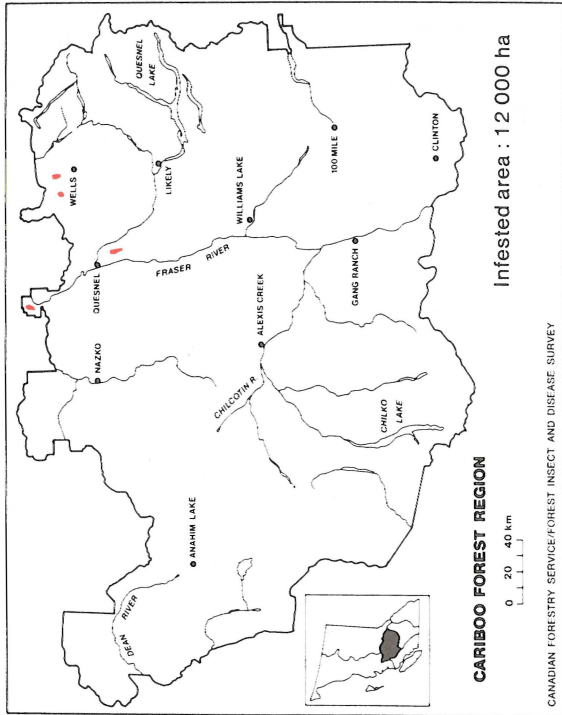 QUESNEL
LAKE
WELLS
LIKELY
QUESNEL
NAZKO
FRASER RIVER
WILLIAMS LAKE
100 MILE
CLINTON
ALEXIS CREEK
GANG RANCH
CHILCOTIN R
CHILKO
LAKE
ANAHIM LAKE
DEAN RIVER
Infested area : 12 000 ha
CARIBOO FOREST REGION
0 20 40 km
CANADIAN FORESTRY SERVICE/FOREST INSECT AND DISEASE SURVEY